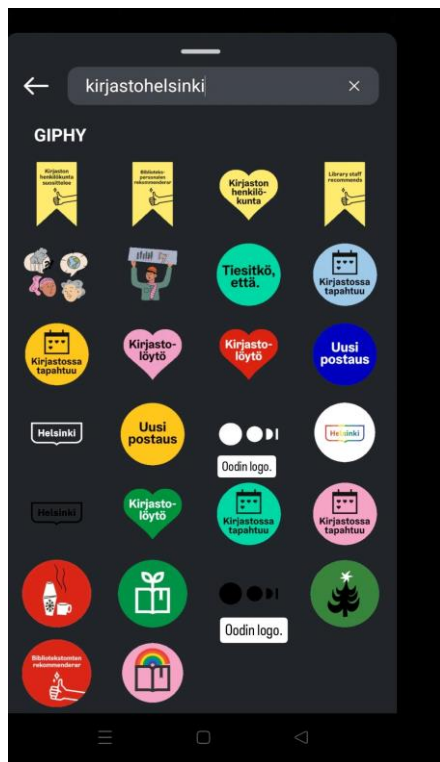 kirjastohelsinki
GIPHY
Kirjaston
henkilökunta
suosittelee
Biblioteks-
personalen
rekommenderar
Kirjaston
henkilö-
kunta
Library staff
recommends
Tiesitkö,
että.
Kirjastossa
tapahtuu
Kirjastossa
tapahtuu
Kirjasto-
löytö
Kirjasto-
löytö
Uusi
postaus
Helsinki
Uusi
postaus
Oodin logo.
Helsinki
Helsinki
Kirjasto-
löytö
Kirjastossa
tapahtuu
Kirjastossa
tapahtuu
Oodin logo.
Bibliotekstomten
rekommenderar